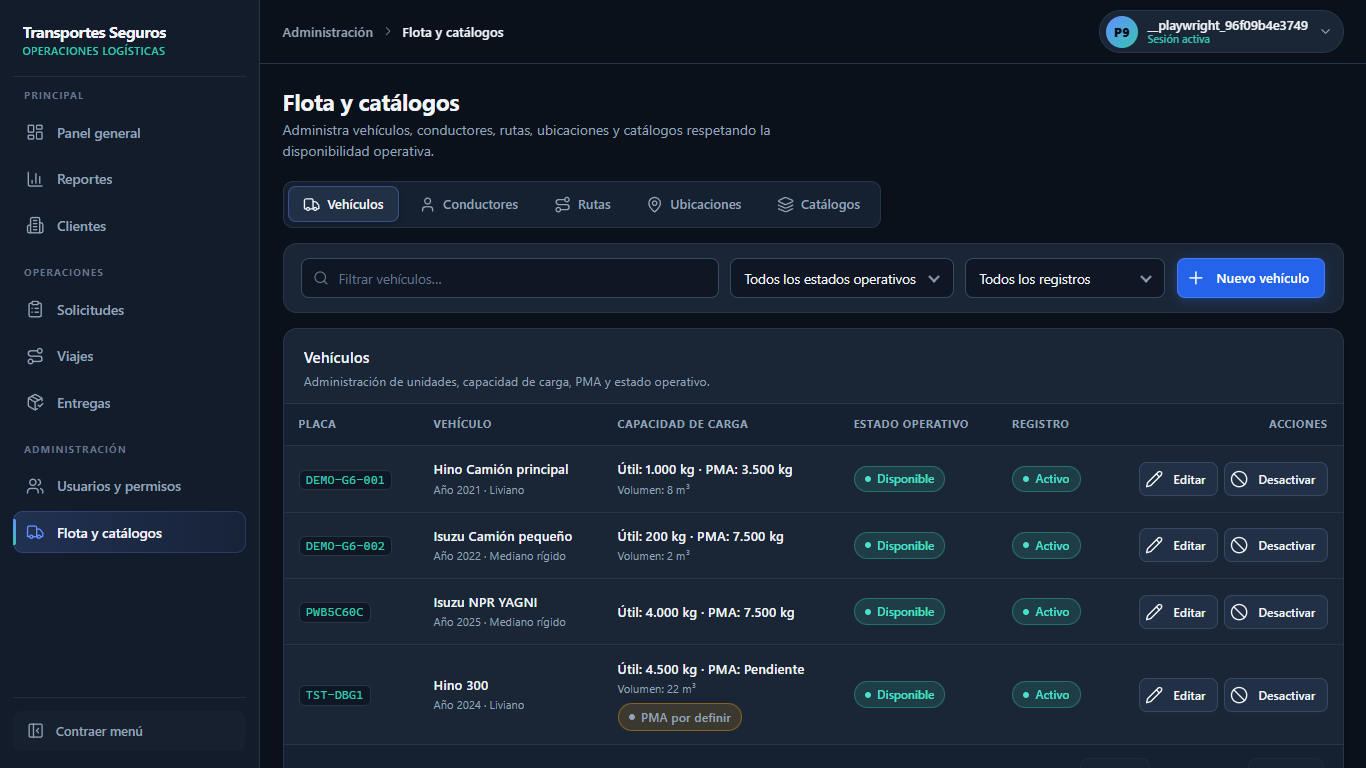 Transportes Seguros
OPERACIONES LOGÍSTICAS
PRINCIPAL
Panel general
Reportes
Clientes
OPERACIONES
Solicitudes
Viajes
Entregas
ADMINISTRACIÓN
Usuarios y permisos
Flota y catálogos
Contraer menú
Administración > Flota y catálogos
P9
__playwright_96f09b4e3749
Sesión activa
Flota y catálogos
Administra vehículos, conductores, rutas, ubicaciones y catálogos respetando la
disponibilidad operativa.
Vehículos Conductores Rutas Ubicaciones Catálogos
Filtrar vehículos... Todos los estados operativos Todos los registros Nuevo vehículo
Vehículos
Administración de unidades, capacidad de carga, PMA y estado operativo.
PLACA VEHÍCULO CAPACIDAD DE CARGA ESTADO OPERATIVO REGISTRO ACCIONES
DEMO-G6-001
Hino Camión principal
Año 2021 · Liviano
Útil: 1.000 kg · PMA: 3.500 kg
Volumen: 8 m³
Disponible
Activo
Editar
Desactivar
DEMO-G6-002
Isuzu Camión pequeño
Año 2022 · Mediano rígido
Útil: 200 kg · PMA: 7.500 kg
Volumen: 2 m³
Disponible
Activo
Editar
Desactivar
PWB5C60C
Isuzu NPR YAGNI
Año 2025 · Mediano rígido
Útil: 4.000 kg · PMA: 7.500 kg
Disponible
Activo
Editar
Desactivar
TST-DBG1
Hino 300
Año 2024 · Liviano
Útil: 4.500 kg · PMA: Pendiente
Volumen: 22 m³
PMA por definir
Disponible
Activo
Editar
Desactivar